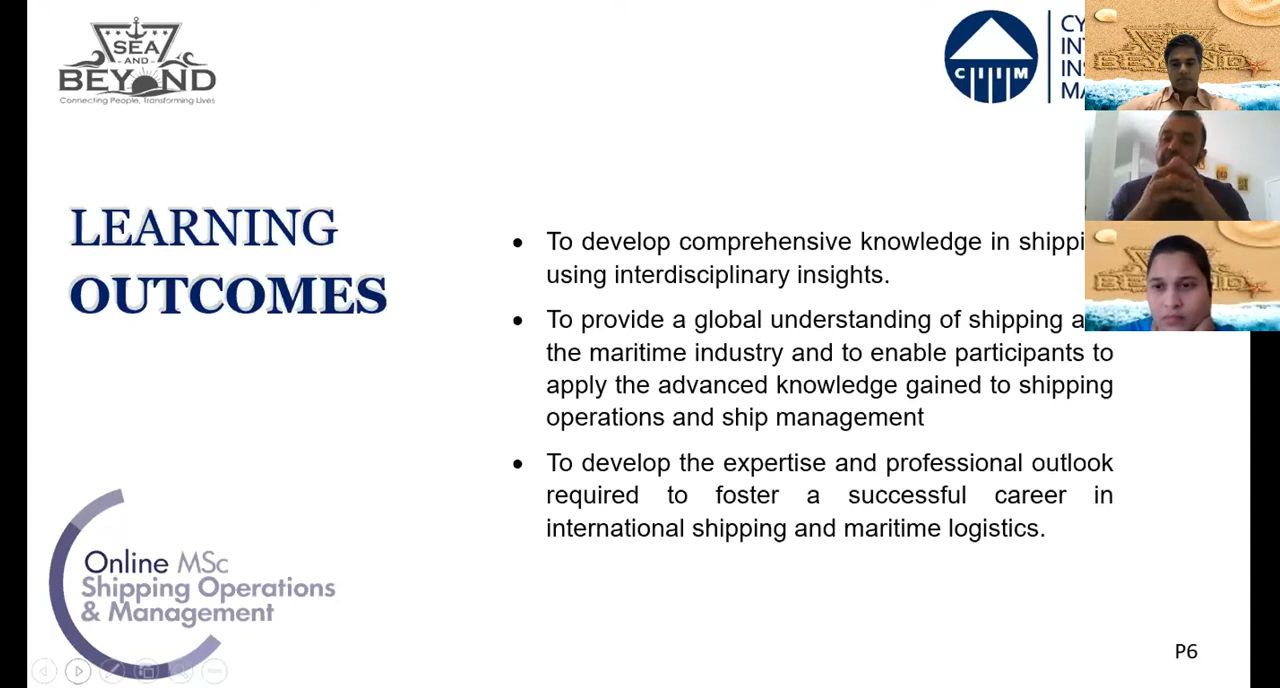 SEA
AND
BEYOND
Connecting People, Transforming Lives
CIIM
LEARNING
OUTCOMES
• To develop comprehensive knowledge in
using interdisciplinary insights.
• To provide a global understanding of shipping
the maritime industry and to enable participants to
apply the advanced knowledge gained to shipping
operations and ship management
• To develop the expertise and professional outlook
required to foster a successful career in
international shipping and maritime logistics.
Online MSc
Shipping Operations
& Management
P6